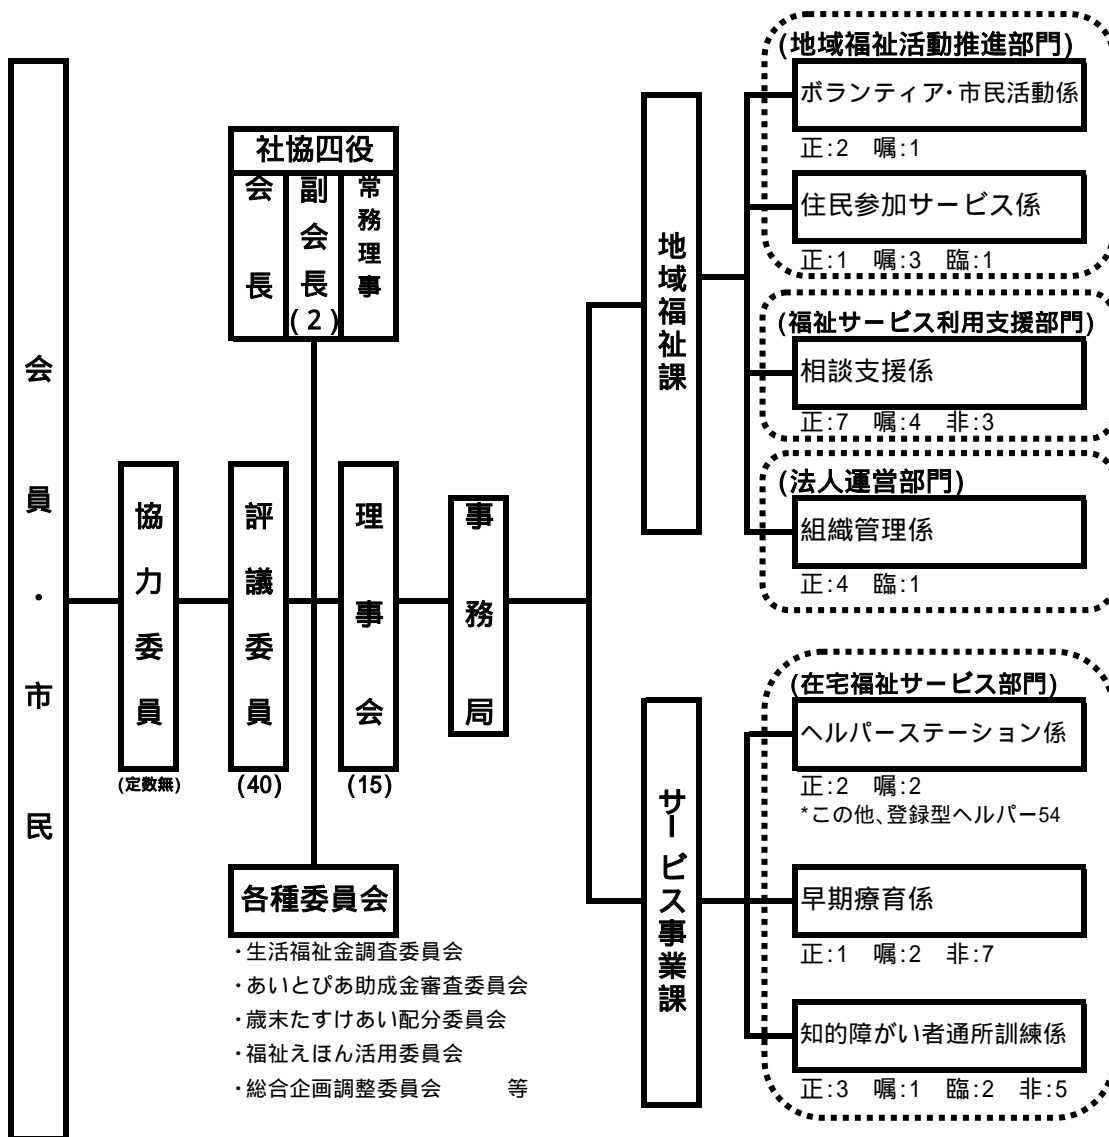 会員・市民
社協四役
会長
副会長(2)
常務理事
協力委員
(定数無)
評議委員
(40)
理事会
(15)
事務局
各種委員会
・生活福祉金調査委員会
・あいとぴあ助成金審査委員会
・歳末たすけあい配分委員会
・福祉えほん活用委員会
・総合企画調整委員会　　等
地域福祉課
(地域福祉活動推進部門)
ボランティア・市民活動係
正:2　嘱:1
住民参加サービス係
正:1　嘱:3　臨:1
(福祉サービス利用支援部門)
相談支援係
正:7　嘱:4　非:3
(法人運営部門)
組織管理係
正:4　臨:1
サービス事業課
(在宅福祉サービス部門)
ヘルパーステーション係
正:2　嘱:2
*この他、登録型ヘルパー54
早期療育係
正:1　嘱:2　非:7
知的障がい者通所訓練係
正:3　嘱:1　臨:2　非:5